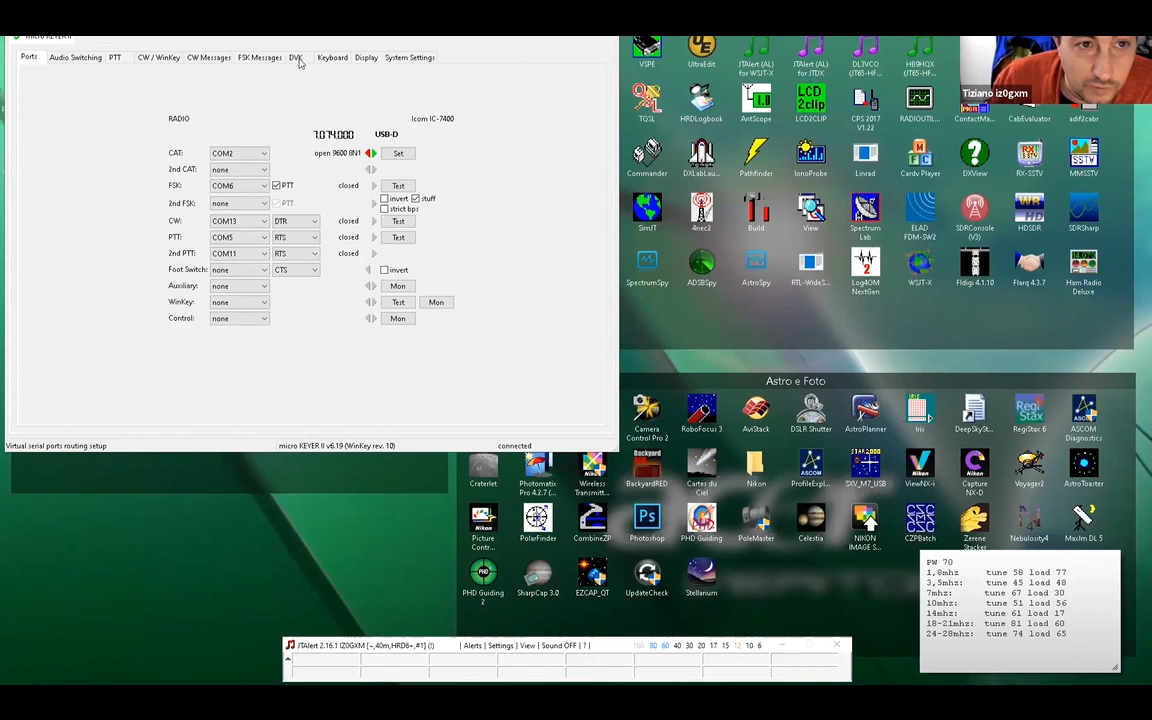 micro KEYER II
Ports
Audio Switching
PTT
CW / WinKey
CW Messages
FSK Messages
DVK
Keyboard
Display
System Settings
RADIO
Icom IC-7400
7.074.000
USB-D
CAT:
COM2
open 9600 8N1
Set
2nd CAT:
none
FSK:
COM6
PTT
closed
Test
invert
stuff
2nd FSK:
none
PTT
strict bps
CW:
COM13
DTR
closed
Test
PTT:
COM5
RTS
closed
Test
2nd PTT:
COM11
RTS
closed
Foot Switch:
none
CTS
invert
Auxiliary:
none
Mon
WinKey:
none
Test
Mon
Control:
none
Mon
Virtual serial ports routing setup
micro KEYER II v6.19 (WinKey rev. 10)
connected
VSPE
UltraEdit
JTAlert (AL)
for WSJT-X
JTAlert (AL)
for JTDX
DL3VCO
(JT65-HF...
HB9HQX
(JT65-HF...
Tiziano iz0gxm
TQSL
HRDLogbook
AntScope
LCD
2clip
LCD2CLIP
CPS 2017
V1.22
RADIOUTIL...
ContactMa...
CabEvaluator
adif2cabr
Commander
DXLabLau...
Pathfinder
IonoProbe
Linrad
Cardv Player
DXView
RX-SSTV
MMSSTV
SimJT
4nec2
Build
View
Spectrum
Lab
ELAD
FDM-SW2
SDRConsole
(V3)
HDSDR
SDRSharp
SpectrumSpy
ADSBSpy
AstroSpy
RTL-WideS...
Log4OM
NextGen
WSJT-X
Fldigi 4.1.10
Flarq 4.3.7
Ham Radio
Deluxe
Astro e Foto
Camera
Control Pro 2
RoboFocus 3
AviStack
DSLR Shutter
AstroPlanner
Iris
DeepSkySt...
RegiStax 6
ASCOM
Diagnostics
Craterlet
Photomatix
Pro 4.2.7 (...
Wireless
Transmitt...
BackyardRED
Cartes du
Ciel
Nikon
ProfileExpl...
SXV_M7_USB
ViewNX-i
Capture
NX-D
Voyager2
AstroToaster
Picture
Contr...
PolarFinder
CombineZP
Photoshop
PHD Guiding
PoleMaster
Celestia
NIKON
IMAGE S...
CZPBatch
Zerene
Stacker
Nebulosity4
MaxIm DL 5
PHD Guiding
2
SharpCap 3.0
EZCAP_QT
UpdateCheck
Stellarium
PW 70
1,8mhz tune 58 load 77
3,5mhz: tune 45 load 48
7mhz: tune 67 load 30
10mhz: tune 51 load 56
14mhz: tune 61 load 17
18-21mhz: tune 81 load 60
24-28mhz: tune 74 load 65
JTAlert 2.16.1 IZ0GXM [~,40m,HRD6+,#1] (!)
| Alerts | Settings | View | Sound OFF | ? |
160 80 60 40 30 20 17 15 12 10 6